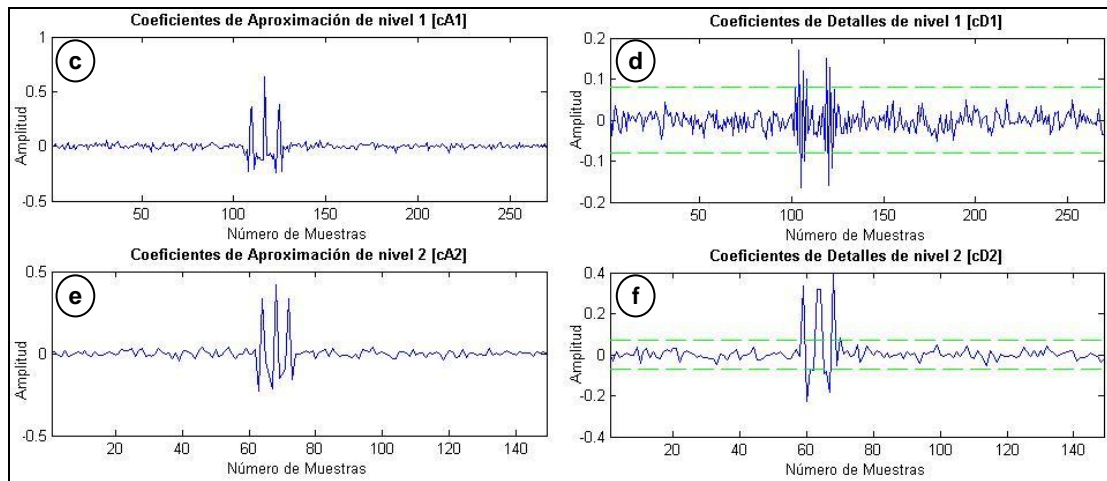 Coeficientes de Aproximación de nivel 1 [cA1]
c
1
0.5
0
-0.5
Amplitud
50
100
150
200
250
Número de Muestras
Coeficientes de Detalles de nivel 1 [cD1]
d
0.2
0.1
0
-0.1
-0.2
Amplitud
50
100
150
200
250
Número de Muestras
Coeficientes de Aproximación de nivel 2 [cA2]
e
0.5
0
-0.5
Amplitud
20
40
60
80
100
120
140
Número de Muestras
Coeficientes de Detalles de nivel 2 [cD2]
f
0.4
0.2
0
-0.2
-0.4
Amplitud
20
40
60
80
100
120
140
Número de Muestras